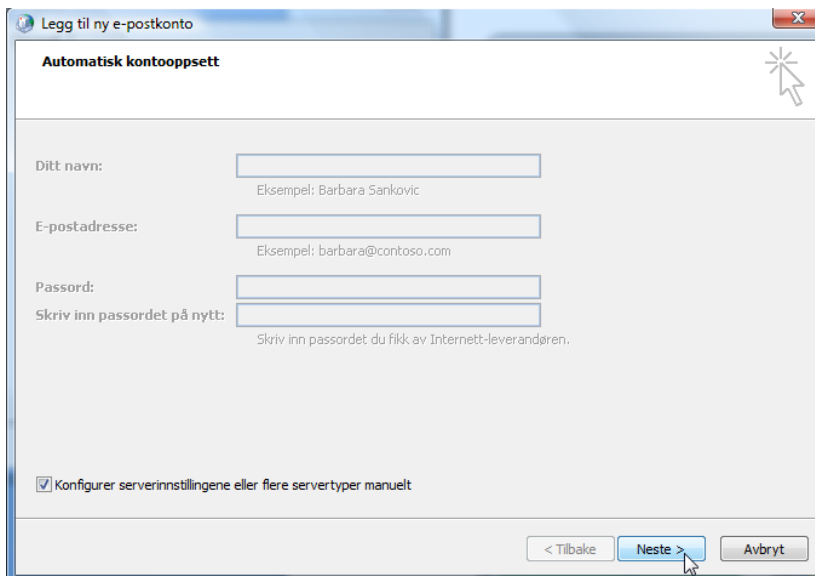 Legg til ny e-postkonto
Automatisk kontooppsett
Ditt navn:
Eksempel: Barbara Sankovic
E-postadresse:
Eksempel: barbara@contoso.com
Passord:
Skriv inn passordet på nytt:
Skriv inn passordet du fikk av Internett-leverandøren.
Konfigurer serverinnstillingene eller flere servertyper manuelt
< Tilbake Neste > Avbryt